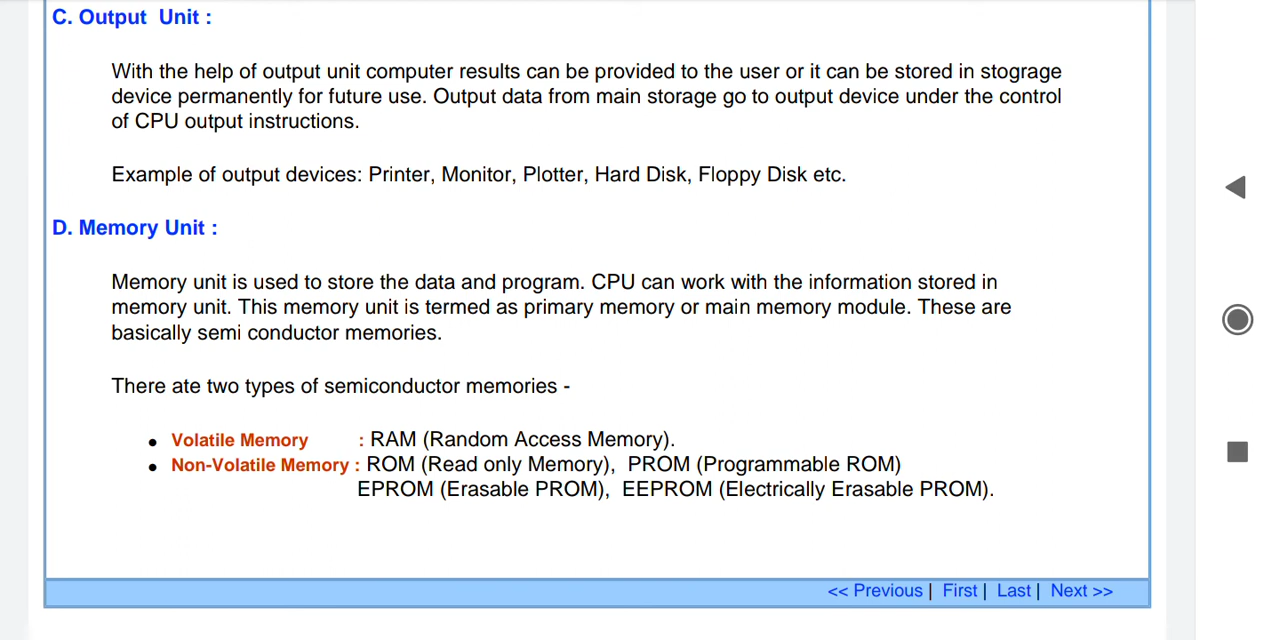 C. Output Unit :
With the help of output unit computer results can be provided to the user or it can be stored in stograge
device permanently for future use. Output data from main storage go to output device under the control
of CPU output instructions.
Example of output devices: Printer, Monitor, Plotter, Hard Disk, Floppy Disk etc.
D. Memory Unit :
Memory unit is used to store the data and program. CPU can work with the information stored in
memory unit. This memory unit is termed as primary memory or main memory module. These are
basically semi conductor memories.
There ate two types of semiconductor memories -
● Volatile Memory : RAM (Random Access Memory).
● Non-Volatile Memory : ROM (Read only Memory), PROM (Programmable ROM)
EPROM (Erasable PROM), EEPROM (Electrically Erasable PROM).
<< Previous | First | Last | Next >>